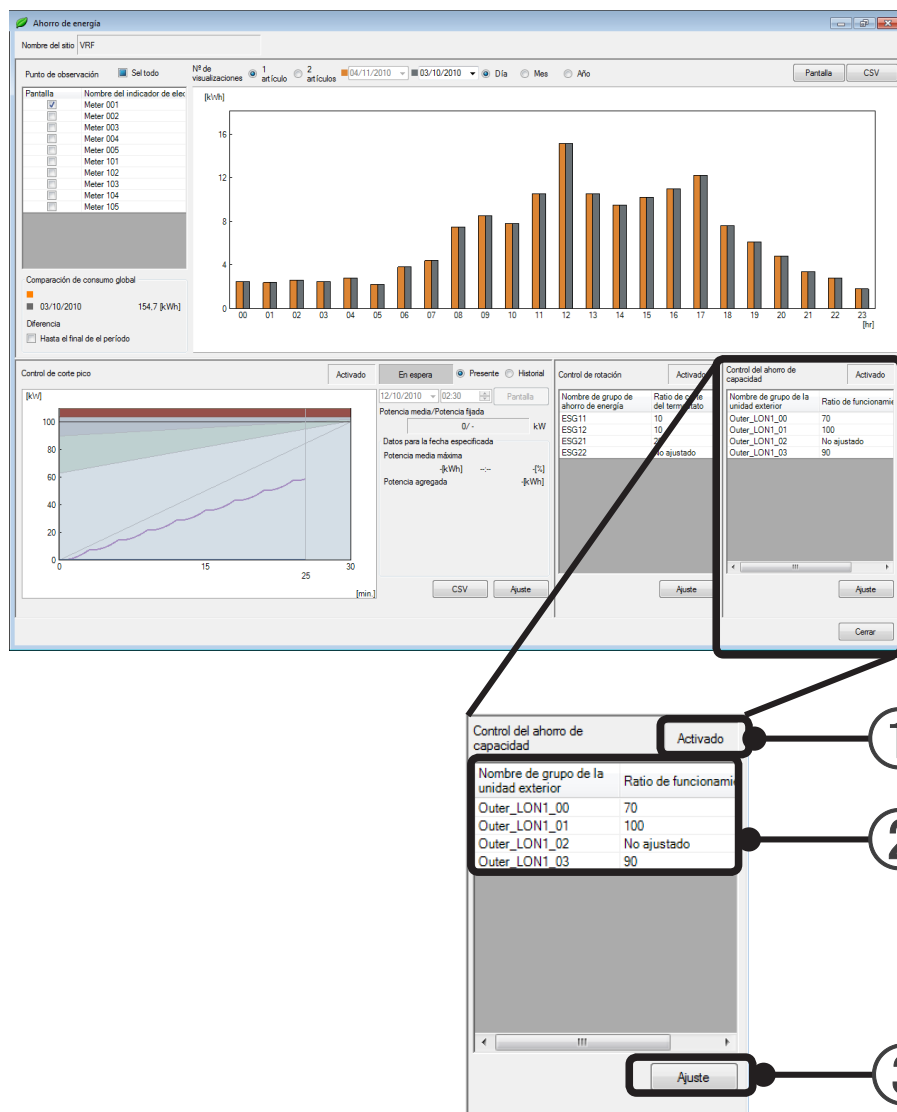 Ahorro de energía
Nombre del sitio VRF
Punto de observación Sel todo
Nº de visualizaciones 1 artículo 2 artículos 04/11/2010 03/10/2010 Día Mes Año Pantalla CSV
Pantalla Nombre del indicador de elec
Meter 001
Meter 002
Meter 003
Meter 004
Meter 005
Meter 101
Meter 102
Meter 103
Meter 104
Meter 105
[kWh]
16
12
8
4
0
00 01 02 03 04 05 06 07 08 09 10 11 12 13 14 15 16 17 18 19 20 21 22 23
[hr]
Comparación de consumo global
03/10/2010 154,7 [kWh]
Diferencia
Hasta el final de el período
Control de corte pico Activado
[kW]
100
80
60
40
20
0
0 15 30
25
[min.]
En espera Presente Historial
12/10/2010 02:30 Pantalla
Potencia media/Potencia fijada
0/ - kW
Datos para la fecha especificada
Potencia media máxima
-[kWh] --:-- -[%]
Potencia agregada -[kWh]
CSV Ajuste
Control de rotación Activado
Nombre de grupo de ahorro de energía
ESG11 10
ESG12 10
ESG21
ESG22 No ajustado
Ajuste
Control del ahorro de
capacidad Activado
Nombre de grupo de la
unidad exterior Ratio de funcionamie
Outer_LON1_00 70
Outer_LON1_01 100
Outer_LON1_02 No ajustado
Outer_LON1_03 90
Ajuste
Cerrar
Control del ahorro de
capacidad Activado
Nombre de grupo de la
unidad exterior Ratio de funcionami
Outer_LON1_00 70
Outer_LON1_01 100
Outer_LON1_02 No ajustado
Outer_LON1_03 90
Ajuste
1
2
3